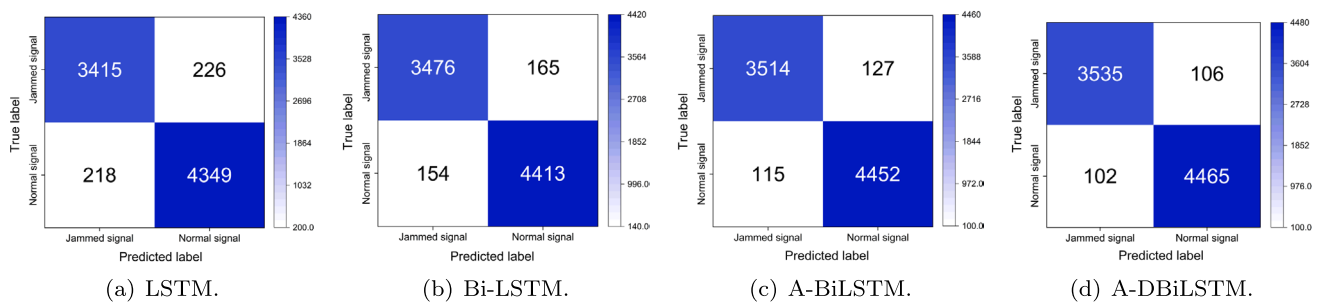 True label
Jammed signal
Normal signal
3415 226
218 4349
Jammed signal Normal signal
Predicted label
4360
3528
2696
1864
1032
200.0
(a) LSTM.
True label
Jammed signal
Normal signal
3476 165
154 4413
Jammed signal Normal signal
Predicted label
4420
3564
2708
1852
996.0
140.0
(b) Bi-LSTM.
True label
Jammed signal
Normal signal
3514 127
115 4452
Jammed signal Normal signal
Predicted label
4460
3588
2716
1844
972.0
100.0
(c) A-BiLSTM.
True label
Jammed signal
Normal signal
3535 106
102 4465
Jammed signal Normal signal
Predicted label
4480
3604
2728
1852
976.0
100.0
(d) A-DBiLSTM.